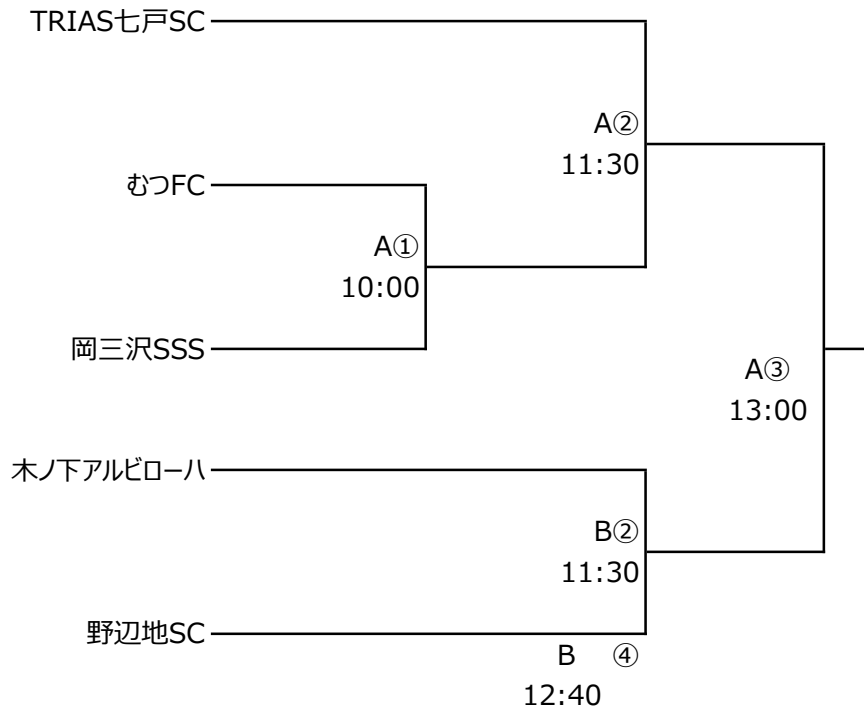 TRIAS七戸SC
A②
11:30
むつFC
A①
10:00
岡三沢SSS
A③
13:00
木ノ下アルビローハ
B②
11:30
野辺地SC
B ④
12:40